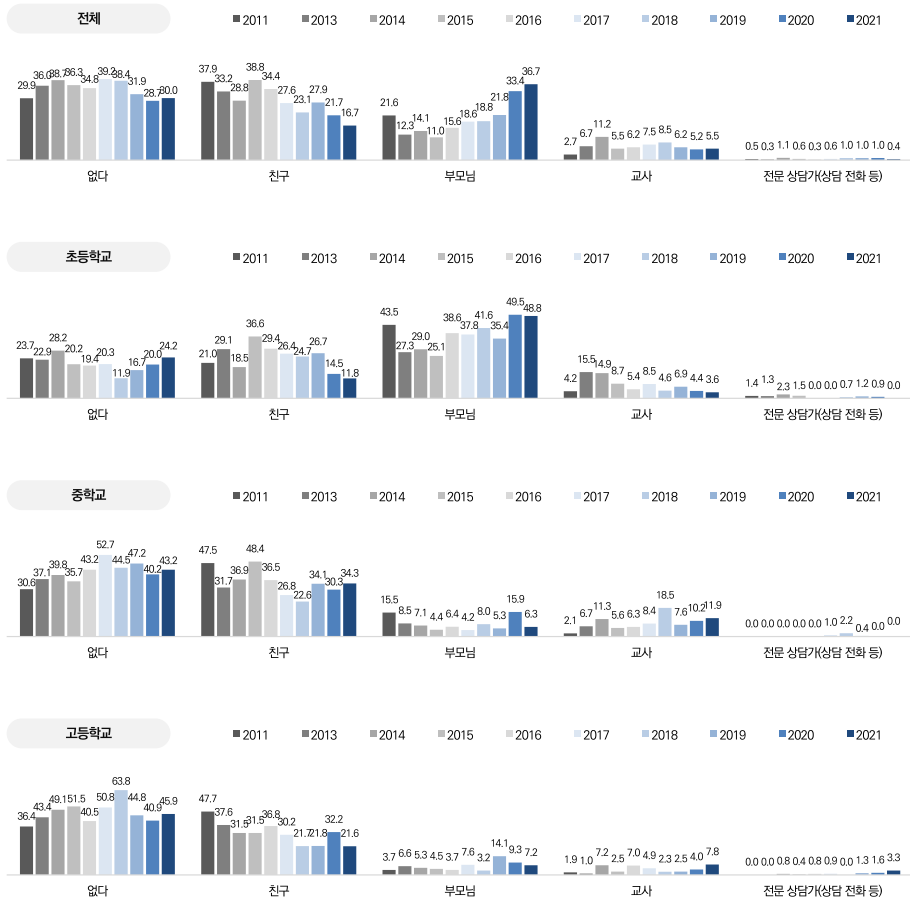 전체
2011 2013 2014 2015 2016 2017 2018 2019 2020 2021
29.9 36.0 38.7 36.3 34.8 39.2 38.4 31.9 28.7 30.0
37.9 33.2 28.8 38.8 34.4 27.6 23.1 27.9 21.7 16.7
21.6 12.3 14.1 11.0 15.6 18.6 18.8 21.8 33.4 36.7
2.7 6.7 11.2 5.5 6.2 7.5 8.5 6.2 5.2 5.5
0.5 0.3 1.1 0.6 0.3 0.6 1.0 1.0 1.0 0.4
없다 친구 부모님 교사 전문 상담가(상담 전화 등)
초등학교
2011 2013 2014 2015 2016 2017 2018 2019 2020 2021
23.7 22.9 28.2 20.2 19.4 20.3 11.9 16.7 20.0 24.2
21.0 29.1 18.5 36.6 29.4 26.4 24.7 26.7 14.5 11.8
43.5 27.3 29.0 25.1 38.6 37.8 41.6 35.4 49.5 48.8
4.2 15.5 14.9 8.7 5.4 8.5 4.6 6.9 4.4 3.6
1.4 1.3 2.3 1.5 0.0 0.0 0.7 1.2 0.9 0.0
없다 친구 부모님 교사 전문 상담가(상담 전화 등)
중학교
2011 2013 2014 2015 2016 2017 2018 2019 2020 2021
30.6 37.1 39.8 35.7 43.2 52.7 44.5 47.2 40.2 43.2
47.5 31.7 36.9 48.4 36.5 26.8 22.6 34.1 30.3 34.3
15.5 8.5 7.1 4.4 6.4 4.2 8.0 5.3 15.9 6.3
2.1 6.7 11.3 5.6 6.3 8.4 18.5 7.6 10.2 11.9
0.0 0.0 0.0 0.0 0.0 1.0 2.2 0.4 0.0 0.0
없다 친구 부모님 교사 전문 상담가(상담 전화 등)
고등학교
2011 2013 2014 2015 2016 2017 2018 2019 2020 2021
36.4 43.4 49.1 51.5 40.5 50.8 63.8 44.8 40.9 45.9
47.7 37.6 31.5 31.5 36.8 30.2 21.7 21.8 32.2 21.6
3.7 6.6 5.3 4.5 3.7 7.6 3.2 14.1 9.3 7.2
1.9 1.0 7.2 2.5 7.0 4.9 2.3 2.5 4.0 7.8
0.0 0.0 0.8 0.4 0.8 0.9 0.0 1.3 1.6 3.3
없다 친구 부모님 교사 전문 상담가(상담 전화 등)